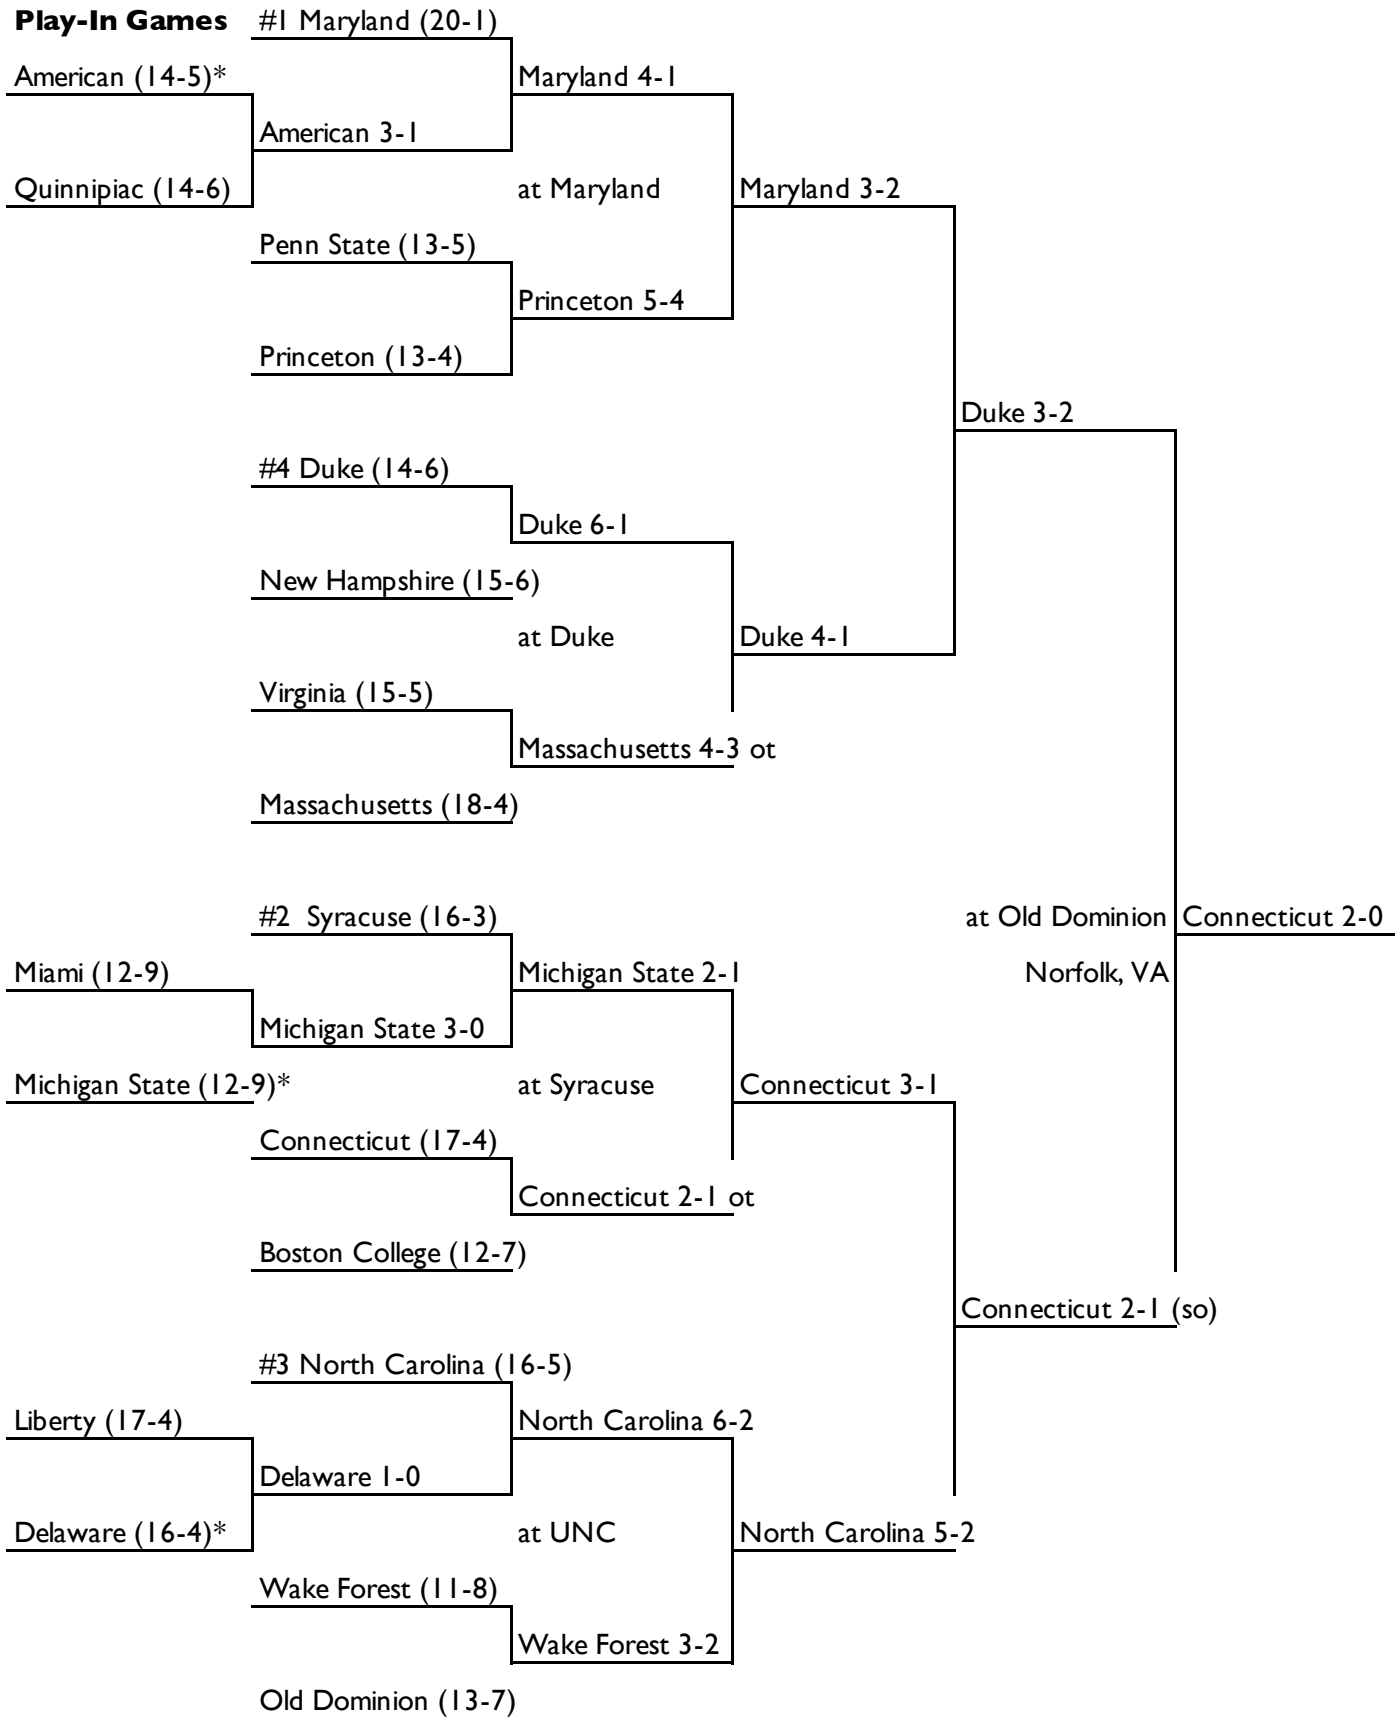 Play-In Games #1 Maryland (20-1)
American (14-5)* Maryland 4-1
American 3-1
Quinnipiac (14-6) at Maryland Maryland 3-2
Penn State (13-5)
Princeton 5-4
Princeton (13-4)
Duke 3-2
#4 Duke (14-6)
Duke 6-1
New Hampshire (15-6)
at Duke Duke 4-1
Virginia (15-5)
Massachusetts 4-3 ot
Massachusetts (18-4)
#2 Syracuse (16-3) at Old Dominion Connecticut 2-0
Miami (12-9) Michigan State 2-1 Norfolk, VA
Michigan State 3-0
Michigan State (12-9)* at Syracuse Connecticut 3-1
Connecticut (17-4)
Connecticut 2-1 ot
Boston College (12-7)
Connecticut 2-1 (so)
#3 North Carolina (16-5)
Liberty (17-4) North Carolina 6-2
Delaware 1-0
Delaware (16-4)* at UNC North Carolina 5-2
Wake Forest (11-8)
Wake Forest 3-2
Old Dominion (13-7)